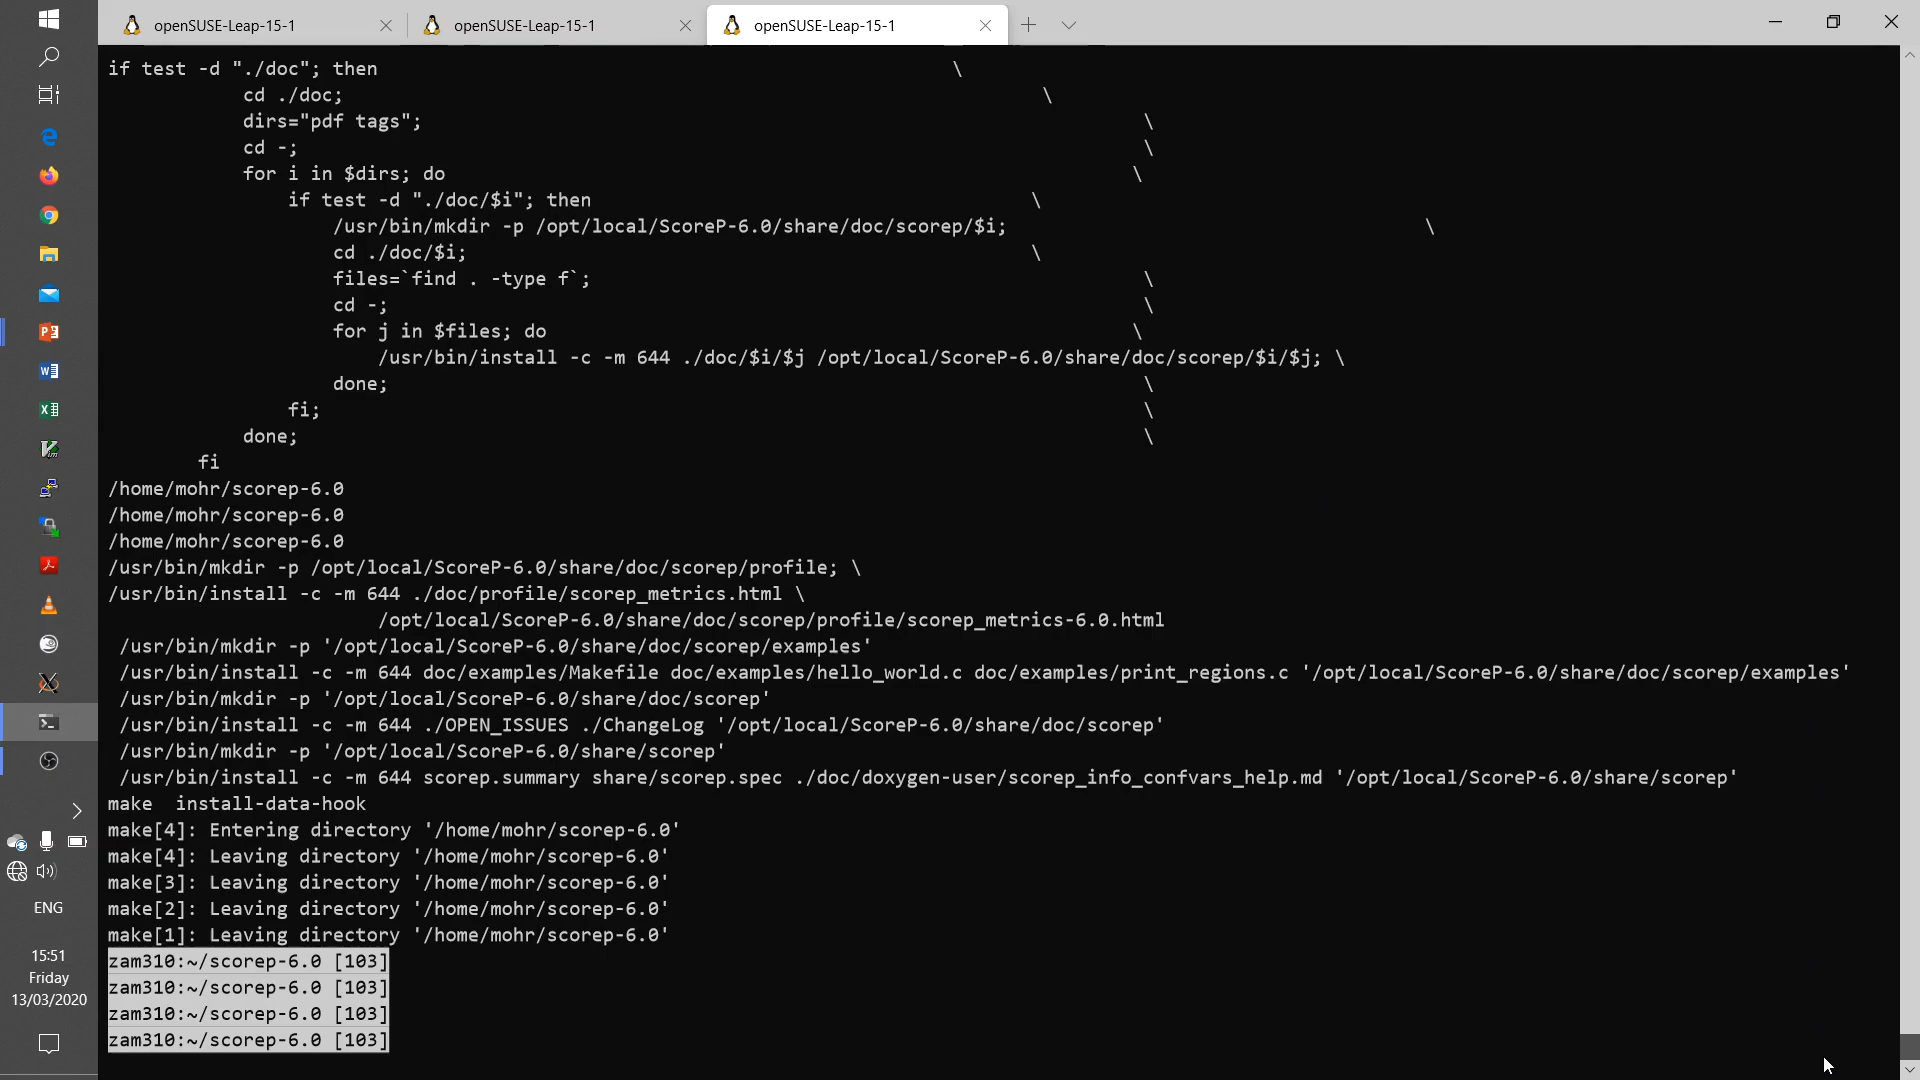 openSUSE-Leap-15-1
openSUSE-Leap-15-1
openSUSE-Leap-15-1
if test -d "./doc"; then \
cd ./doc; \
dirs="pdf tags"; \
cd -; \
for i in $dirs; do \
if test -d "./doc/$i"; then \
/usr/bin/mkdir -p /opt/local/ScoreP-6.0/share/doc/scorep/$i; \
cd ./doc/$i; \
files=`find . -type f`; \
cd -; \
for j in $files; do \
/usr/bin/install -c -m 644 ./doc/$i/$j /opt/local/ScoreP-6.0/share/doc/scorep/$i/$j; \
done; \
fi; \
done; \
fi
/home/mohr/scorep-6.0
/home/mohr/scorep-6.0
/home/mohr/scorep-6.0
/usr/bin/mkdir -p /opt/local/ScoreP-6.0/share/doc/scorep/profile; \
/usr/bin/install -c -m 644 ./doc/profile/scorep_metrics.html \
/opt/local/ScoreP-6.0/share/doc/scorep/profile/scorep_metrics-6.0.html
/usr/bin/mkdir -p '/opt/local/ScoreP-6.0/share/doc/scorep/examples'
/usr/bin/install -c -m 644 doc/examples/Makefile doc/examples/hello_world.c doc/examples/print_regions.c '/opt/local/ScoreP-6.0/share/doc/scorep/examples'
/usr/bin/mkdir -p '/opt/local/ScoreP-6.0/share/doc/scorep'
/usr/bin/install -c -m 644 ./OPEN_ISSUES ./ChangeLog '/opt/local/ScoreP-6.0/share/doc/scorep'
/usr/bin/mkdir -p '/opt/local/ScoreP-6.0/share/scorep'
/usr/bin/install -c -m 644 scorep.summary share/scorep.spec ./doc/doxygen-user/scorep_info_confvars_help.md '/opt/local/ScoreP-6.0/share/scorep'
make  install-data-hook
make[4]: Entering directory '/home/mohr/scorep-6.0'
make[4]: Leaving directory '/home/mohr/scorep-6.0'
make[3]: Leaving directory '/home/mohr/scorep-6.0'
make[2]: Leaving directory '/home/mohr/scorep-6.0'
make[1]: Leaving directory '/home/mohr/scorep-6.0'
zam310:~/scorep-6.0 [103]
zam310:~/scorep-6.0 [103]
zam310:~/scorep-6.0 [103]
zam310:~/scorep-6.0 [103]
ENG
15:51
Friday
13/03/2020